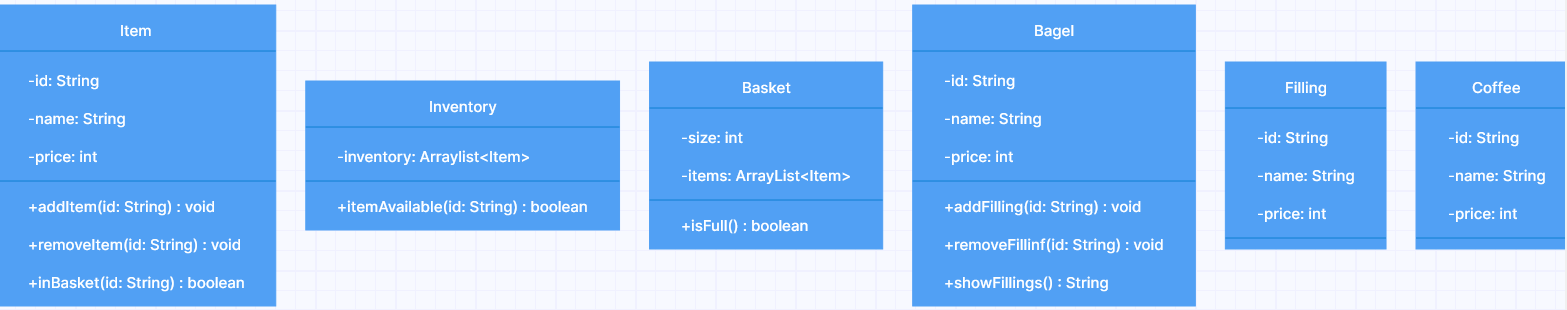 Item
-id: String
-name: String
-price: int
+addItem(id: String) : void
+removeItem(id: String) : void
+inBasket(id: String) : boolean
Inventory
-inventory: Arraylist<Item>
+itemAvailable(id: String) : boolean
Basket
-size: int
-items: ArrayList<Item>
+isFull() : boolean
Bagel
-id: String
-name: String
-price: int
+addFilling(id: String) : void
+removeFillinf(id: String) : void
+showFillings() : String
Filling
-id: String
-name: String
-price: int
Coffee
-id: String
-name: String
-price: int